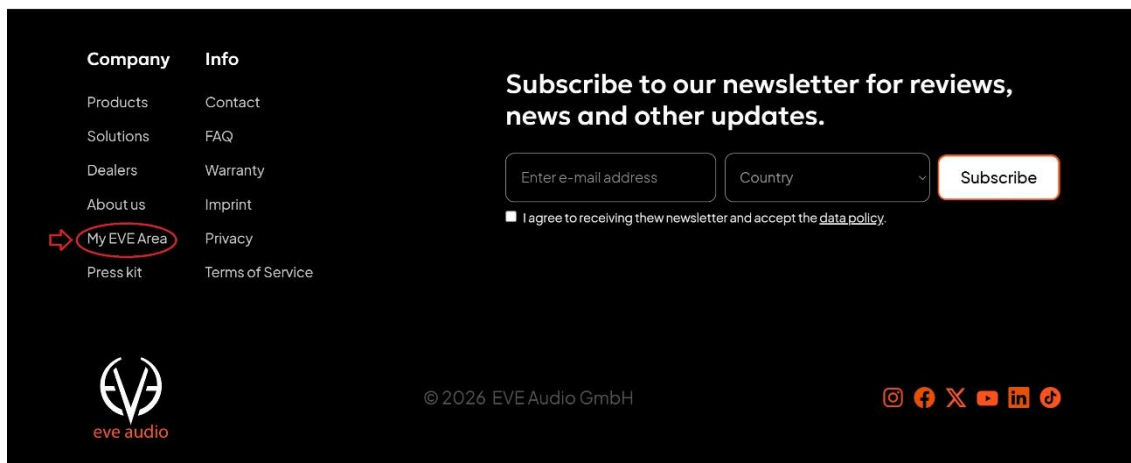 Company
Products
Solutions
Dealers
About us
My EVE Area
Press kit
Info
Contact
FAQ
Warranty
Imprint
Privacy
Terms of Service
Subscribe to our newsletter for reviews,
news and other updates.
Enter e-mail address
Country
Subscribe
I agree to receiving thew newsletter and accept the data policy.
eve audio
© 2026 EVE Audio GmbH